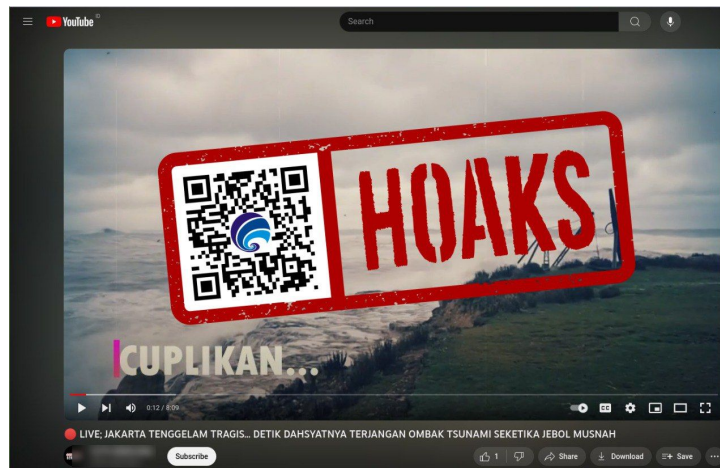 YouTube
Search
HOAKS
CUPLIKAN...
0:12 / 8:09
LIVE; JAKARTA TENGGELAM TRAGIS... DETIK DAHSYATNYA TERJANGAN OMBAK TSUNAMI SEKETIKA JEBOL MUSNAH
Subscribe
1
Share
Download
Save